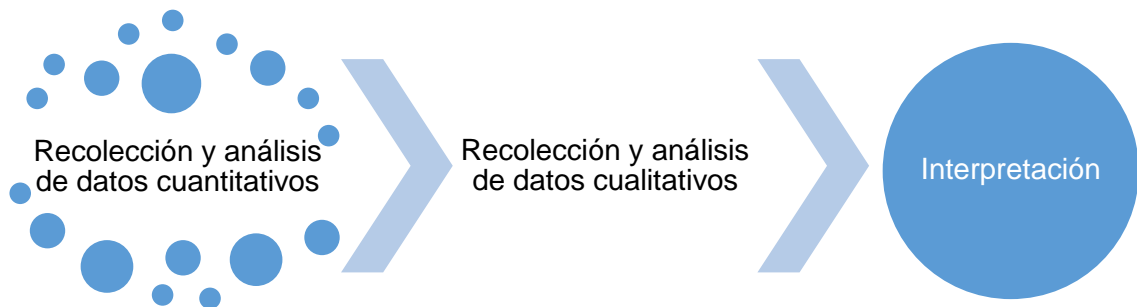 Recolección y análisis
de datos cuantitativos
Recolección y análisis
de datos cualitativos
Interpretación